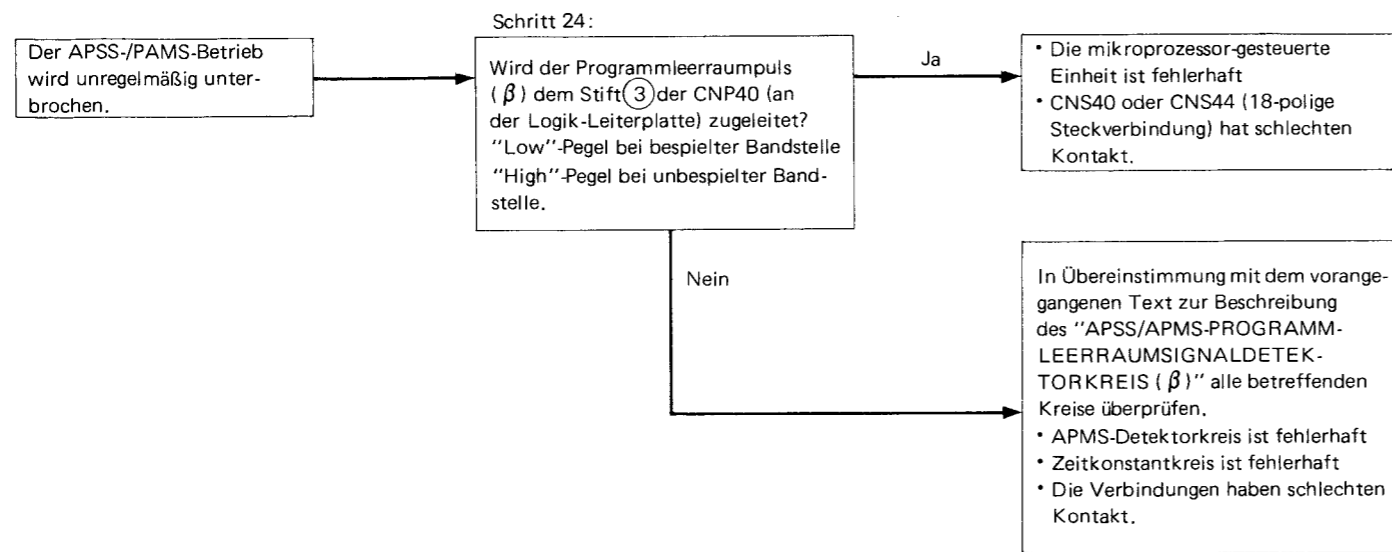 Schritt 24:
Der APSS-/PAMS-Betrieb
wird unregelmäßig unter-
brochen.
Wird der Programmleerraumpuls
(β) dem Stift ③ der CNP40 (an
der Logik-Leiterplatte) zugeleitet?
"Low"-Pegel bei bespielter Bandstelle
"High"-Pegel bei unbespielter Band-
stelle.
Ja
• Die mikroprozessor-gesteuerte
Einheit ist fehlerhaft
• CNS40 oder CNS44 (18-polige
Steckverbindung) hat schlechten
Kontakt.
Nein
In Übereinstimmung mit dem vorange-
gangenen Text zur Beschreibung
des "APSS/APMS-PROGRAMM-
LEERRAUMSIGNALDETEK-
TORKREIS (β)" alle betreffenden
Kreise überprüfen.
• APMS-Detektorkreis ist fehlerhaft
• Zeitkonstantkreis ist fehlerhaft
• Die Verbindungen haben schlechten
Kontakt.